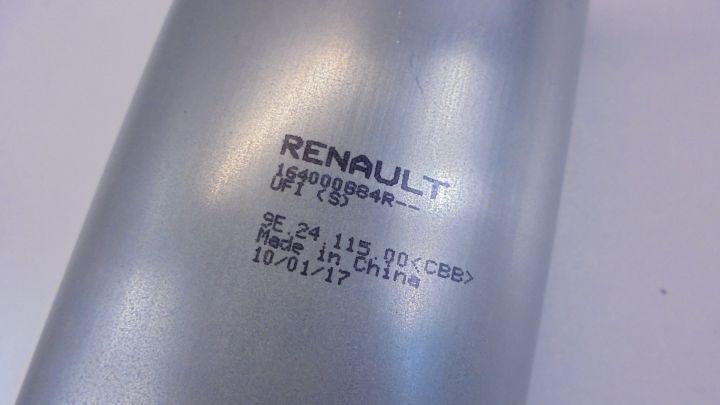 RENAULT
164000884R--
UFI (S)
9E.24 115.00<CBB>
Made in China
10/01/17